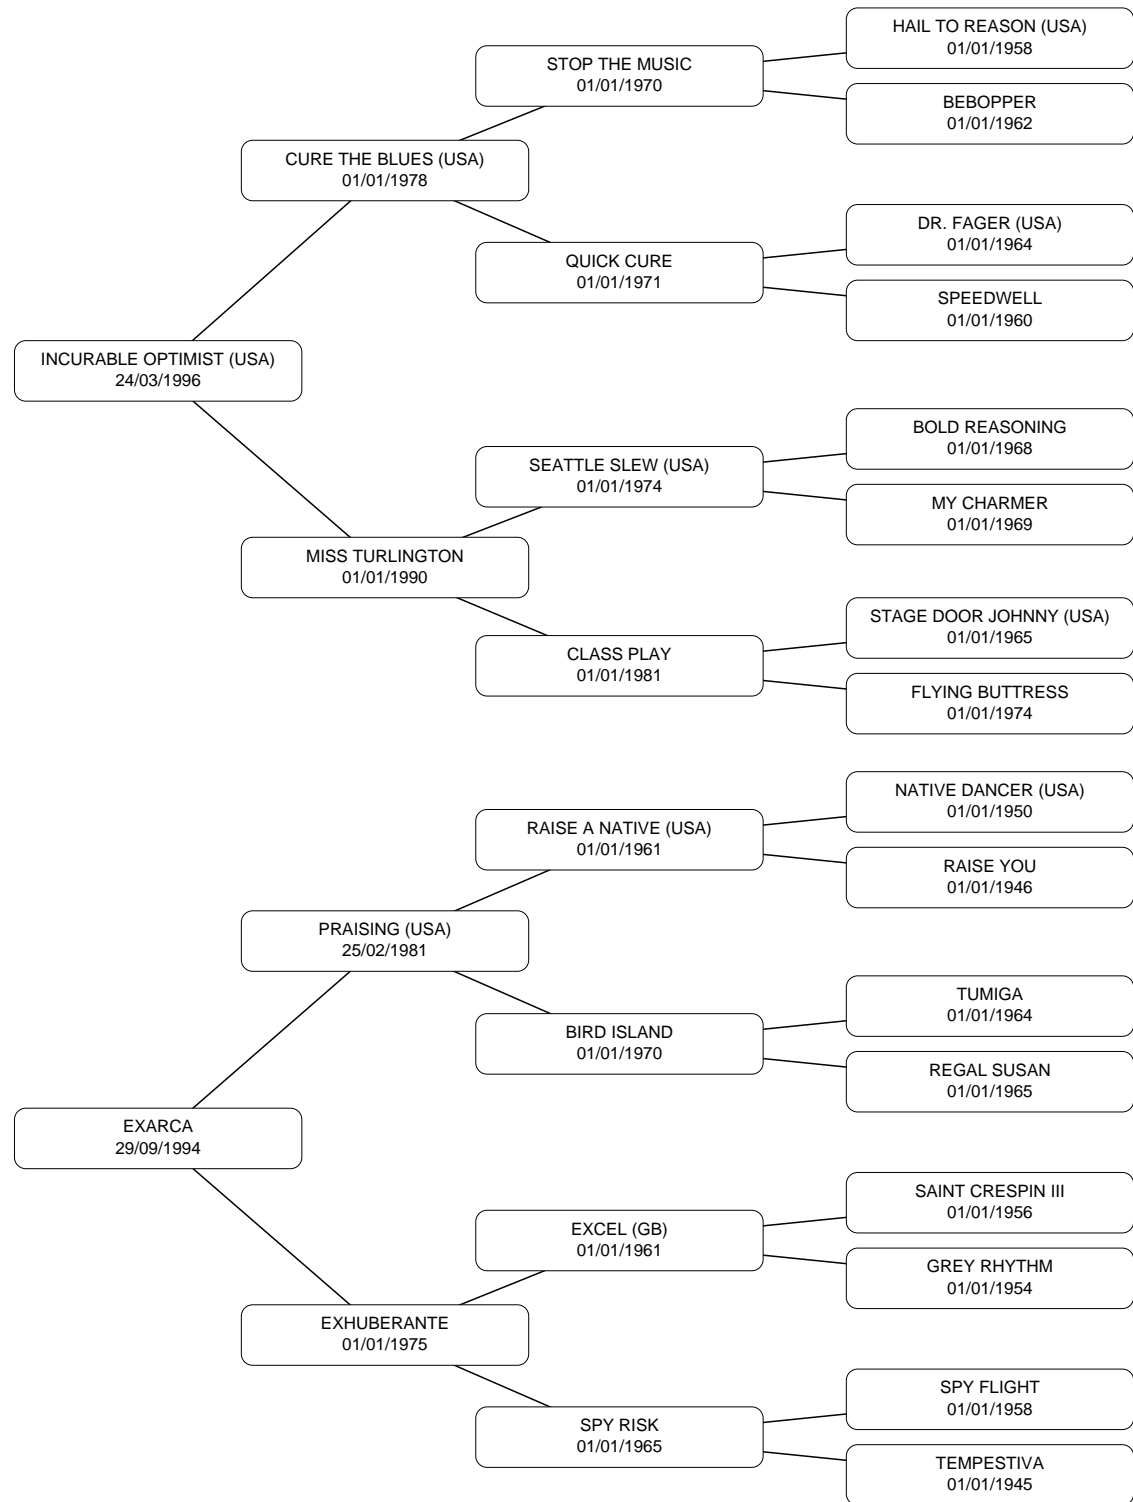 HAIL TO REASON (USA)
01/01/1958
STOP THE MUSIC
01/01/1970
BEBOPPER
01/01/1962
CURE THE BLUES (USA)
01/01/1978
DR. FAGER (USA)
01/01/1964
QUICK CURE
01/01/1971
SPEEDWELL
01/01/1960
INCURABLE OPTIMIST (USA)
24/03/1996
BOLD REASONING
01/01/1968
SEATTLE SLEW (USA)
01/01/1974
MY CHARMER
01/01/1969
MISS TURLINGTON
01/01/1990
STAGE DOOR JOHNNY (USA)
01/01/1965
CLASS PLAY
01/01/1981
FLYING BUTTRESS
01/01/1974
NATIVE DANCER (USA)
01/01/1950
RAISE A NATIVE (USA)
01/01/1961
RAISE YOU
01/01/1946
PRAISING (USA)
25/02/1981
TUMIGA
01/01/1964
BIRD ISLAND
01/01/1970
REGAL SUSAN
01/01/1965
EXARCA
29/09/1994
SAINT CRESPIN III
01/01/1956
EXCEL (GB)
01/01/1961
GREY RHYTHM
01/01/1954
EXHUBERANTE
01/01/1975
SPY FLIGHT
01/01/1958
SPY RISK
01/01/1965
TEMPESTIVA
01/01/1945